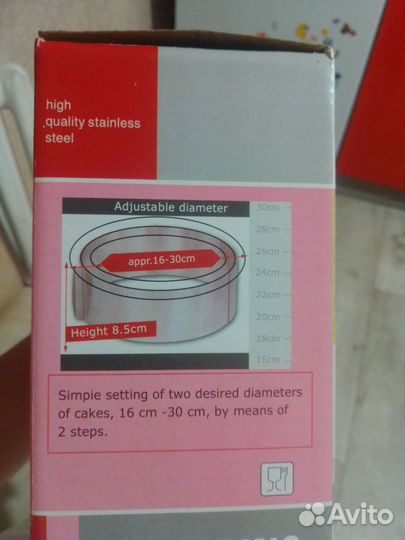 high
quality stainless
steel
Adjustable diameter
30cm
28cm
26cm
appr.16-30cm
24cm
22cm
20cm
Height 8.5cm
18cm
16cm
Simpie setting of two desired diameters
of cakes, 16 cm -30 cm, by means of
2 steps.
Avito